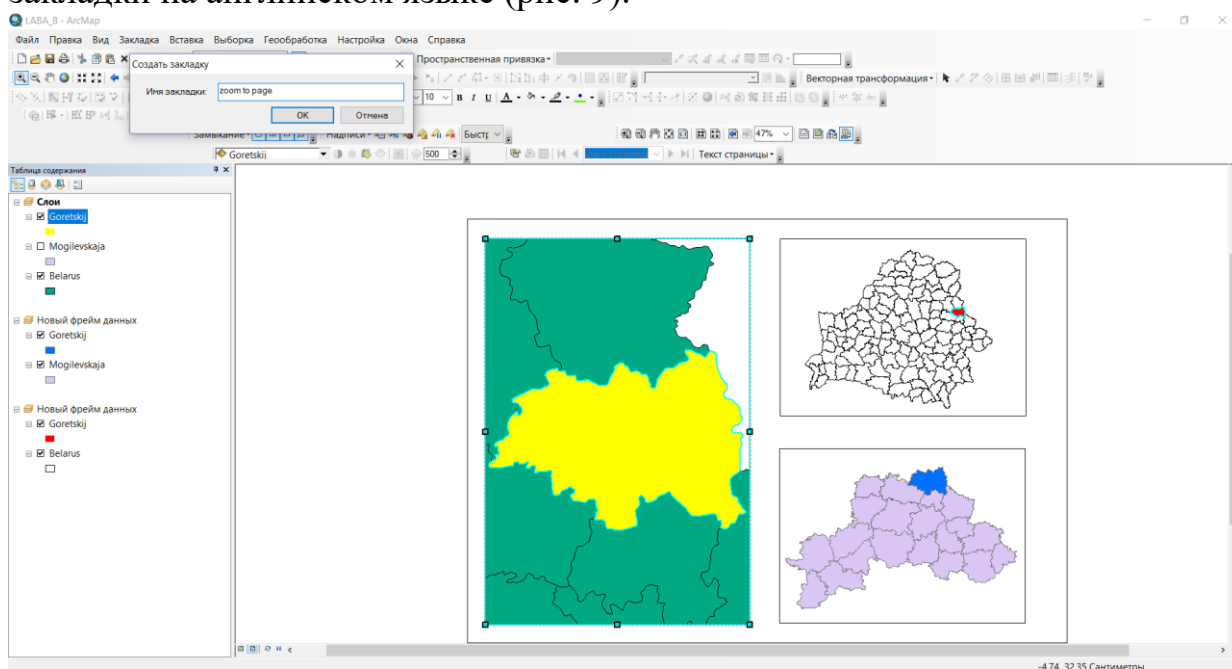 закладки на английском языке (рис. 9).
LABA_8 - ArcMap
Файл Правка Вид Закладка Вставка Выборка Геообработка Настройка Окна Справка
Создать закладку
Пространственная привязка
Имя закладки: zoom to page
Векторная трансформация
10 B I U A
OK Отмена
Замыкание Надписи Быстр 47%
Goretskij 500 Текст страницы
Таблица содержания
Слои
Goretskij
Mogilevskaja
Belarus
Новый фрейм данных
Goretskij
Mogilevskaja
Новый фрейм данных
Goretskij
Belarus
-4,74 32,35 Сантиметры